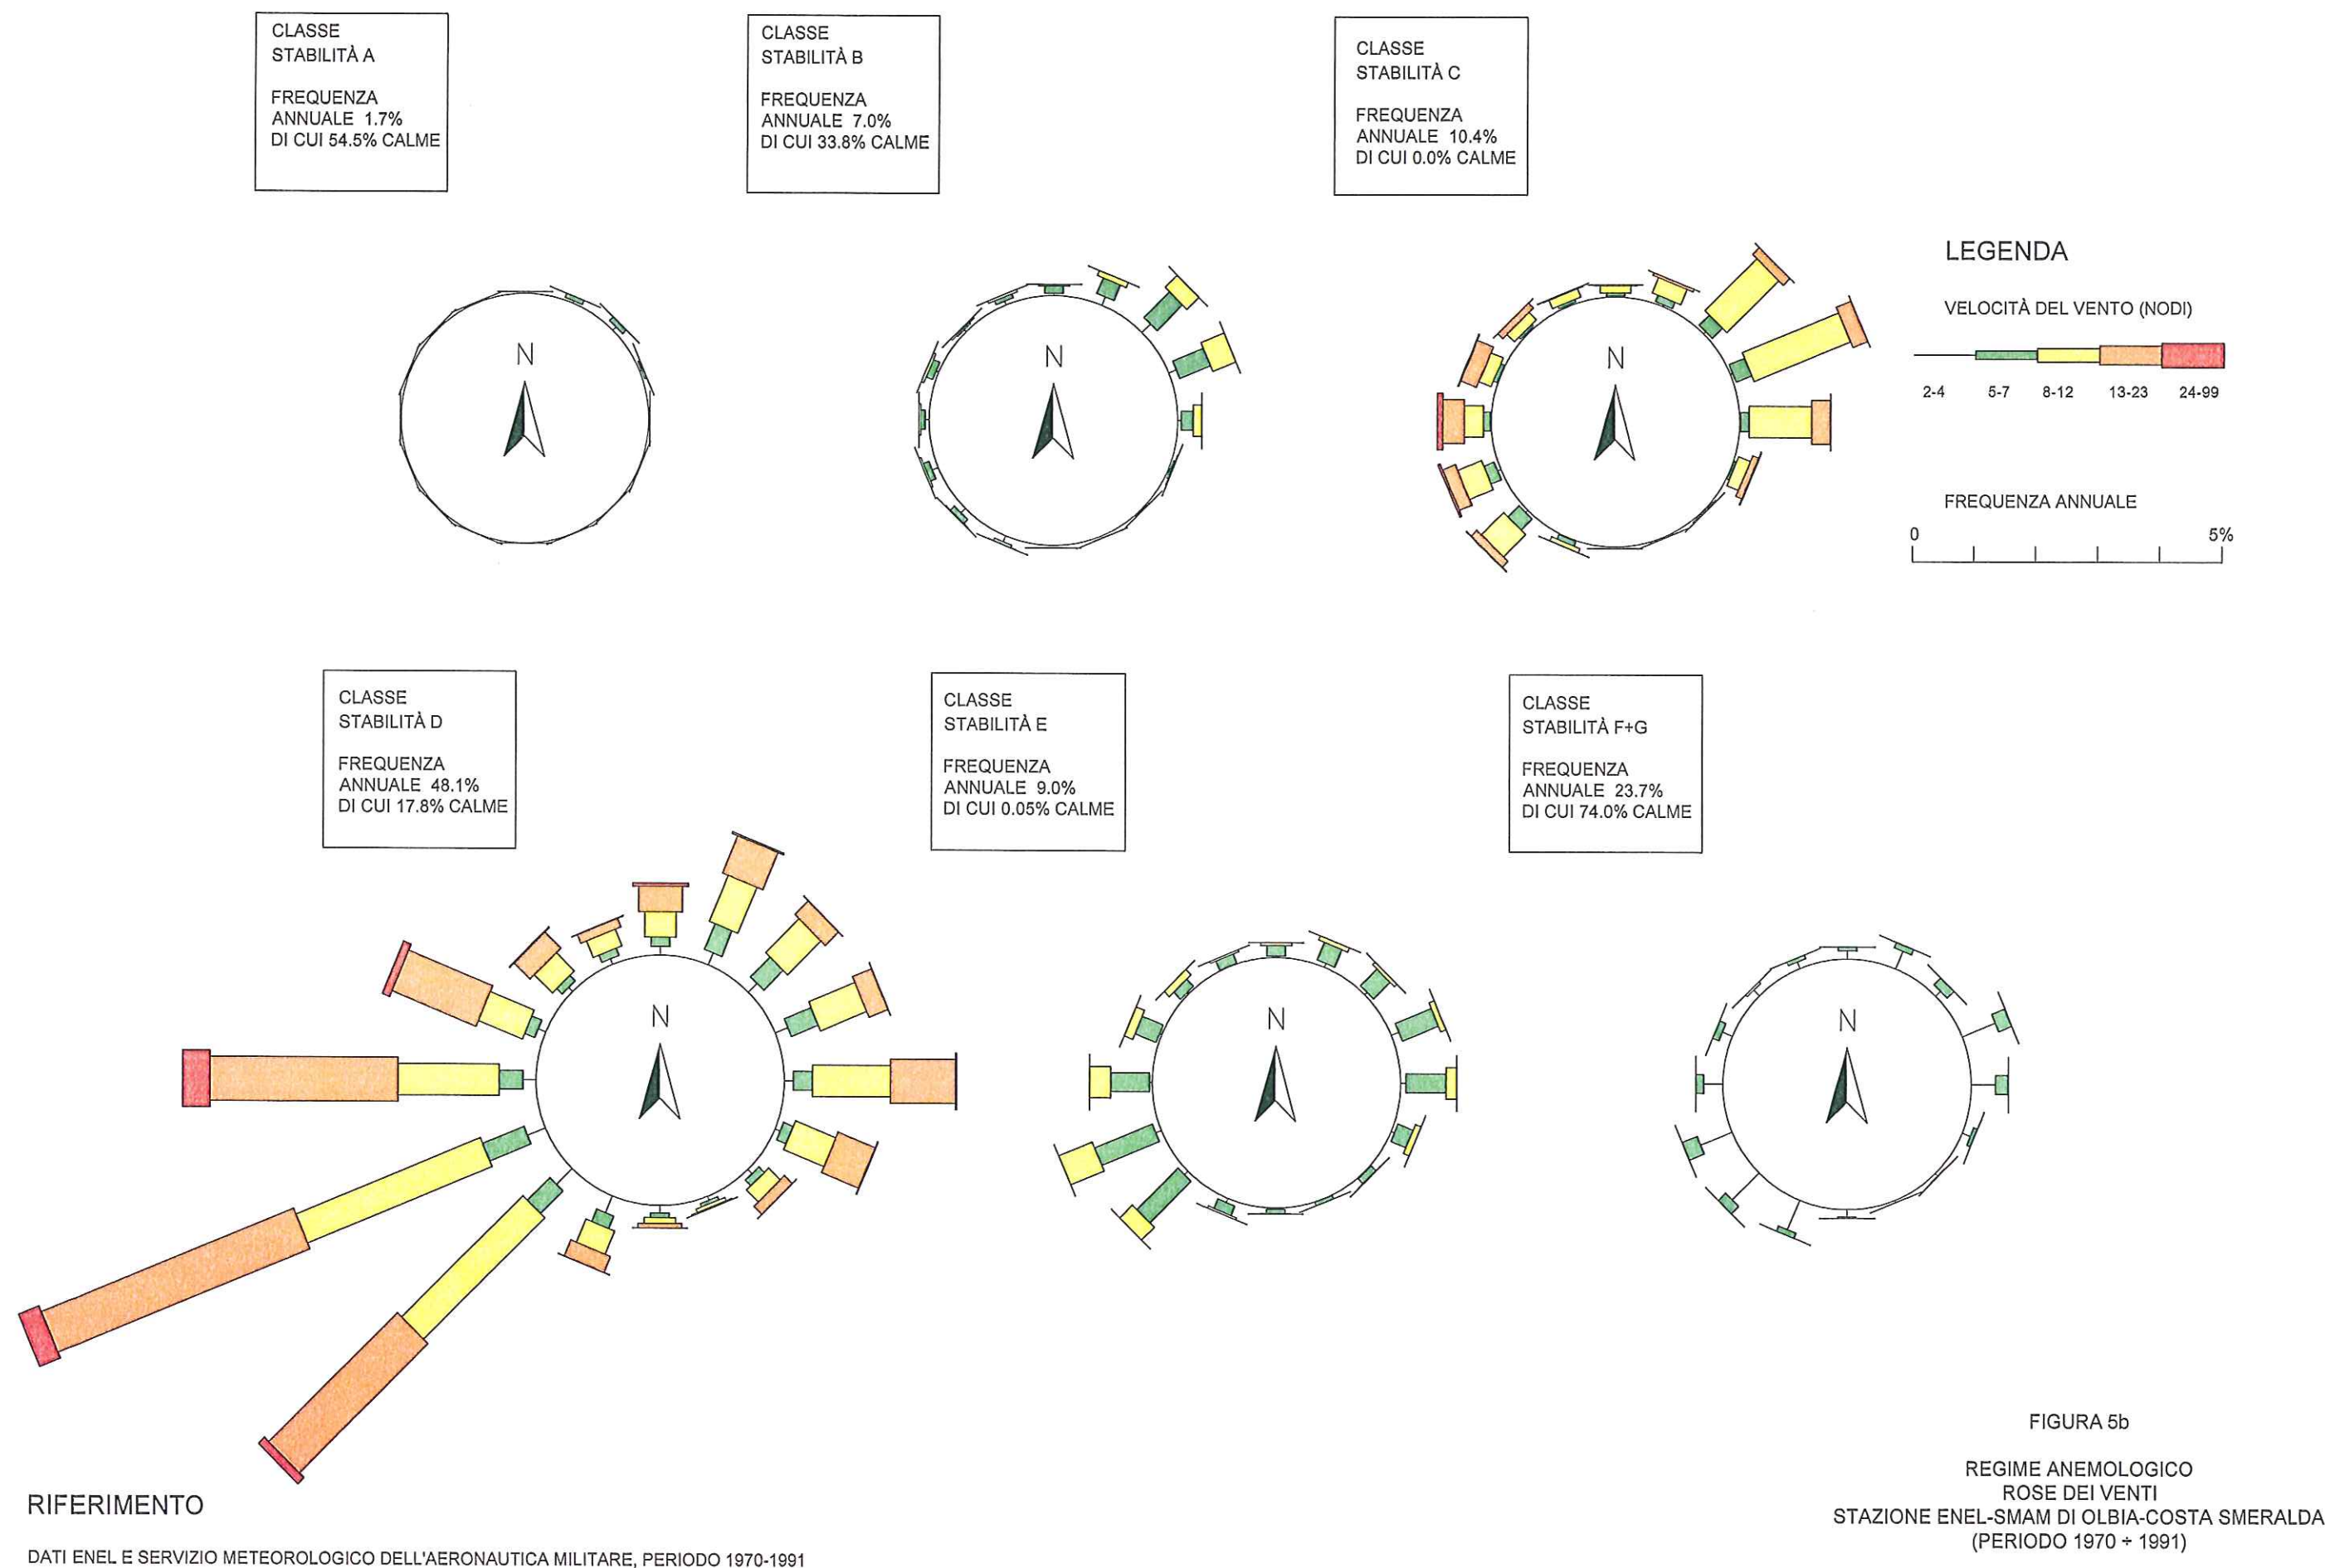 CLASSE
STABILITÀ A
FREQUENZA
ANNUALE 1.7%
DI CUI 54.5% CALME
CLASSE
STABILITÀ B
FREQUENZA
ANNUALE 7.0%
DI CUI 33.8% CALME
CLASSE
STABILITÀ C
FREQUENZA
ANNUALE 10.4%
DI CUI 0.0% CALME
N
N
N
LEGENDA
VELOCITÀ DEL VENTO (NODI)
2-4 5-7 8-12 13-23 24-99
FREQUENZA ANNUALE
0 5%
CLASSE
STABILITÀ D
FREQUENZA
ANNUALE 48.1%
DI CUI 17.8% CALME
CLASSE
STABILITÀ E
FREQUENZA
ANNUALE 9.0%
DI CUI 0.05% CALME
CLASSE
STABILITÀ F+G
FREQUENZA
ANNUALE 23.7%
DI CUI 74.0% CALME
N
N
N
RIFERIMENTO
DATI ENEL E SERVIZIO METEOROLOGICO DELL'AERONAUTICA MILITARE, PERIODO 1970-1991
FIGURA 5b
REGIME ANEMOLOGICO
ROSE DEI VENTI
STAZIONE ENEL-SMAM DI OLBIA-COSTA SMERALDA
(PERIODO 1970 ÷ 1991)